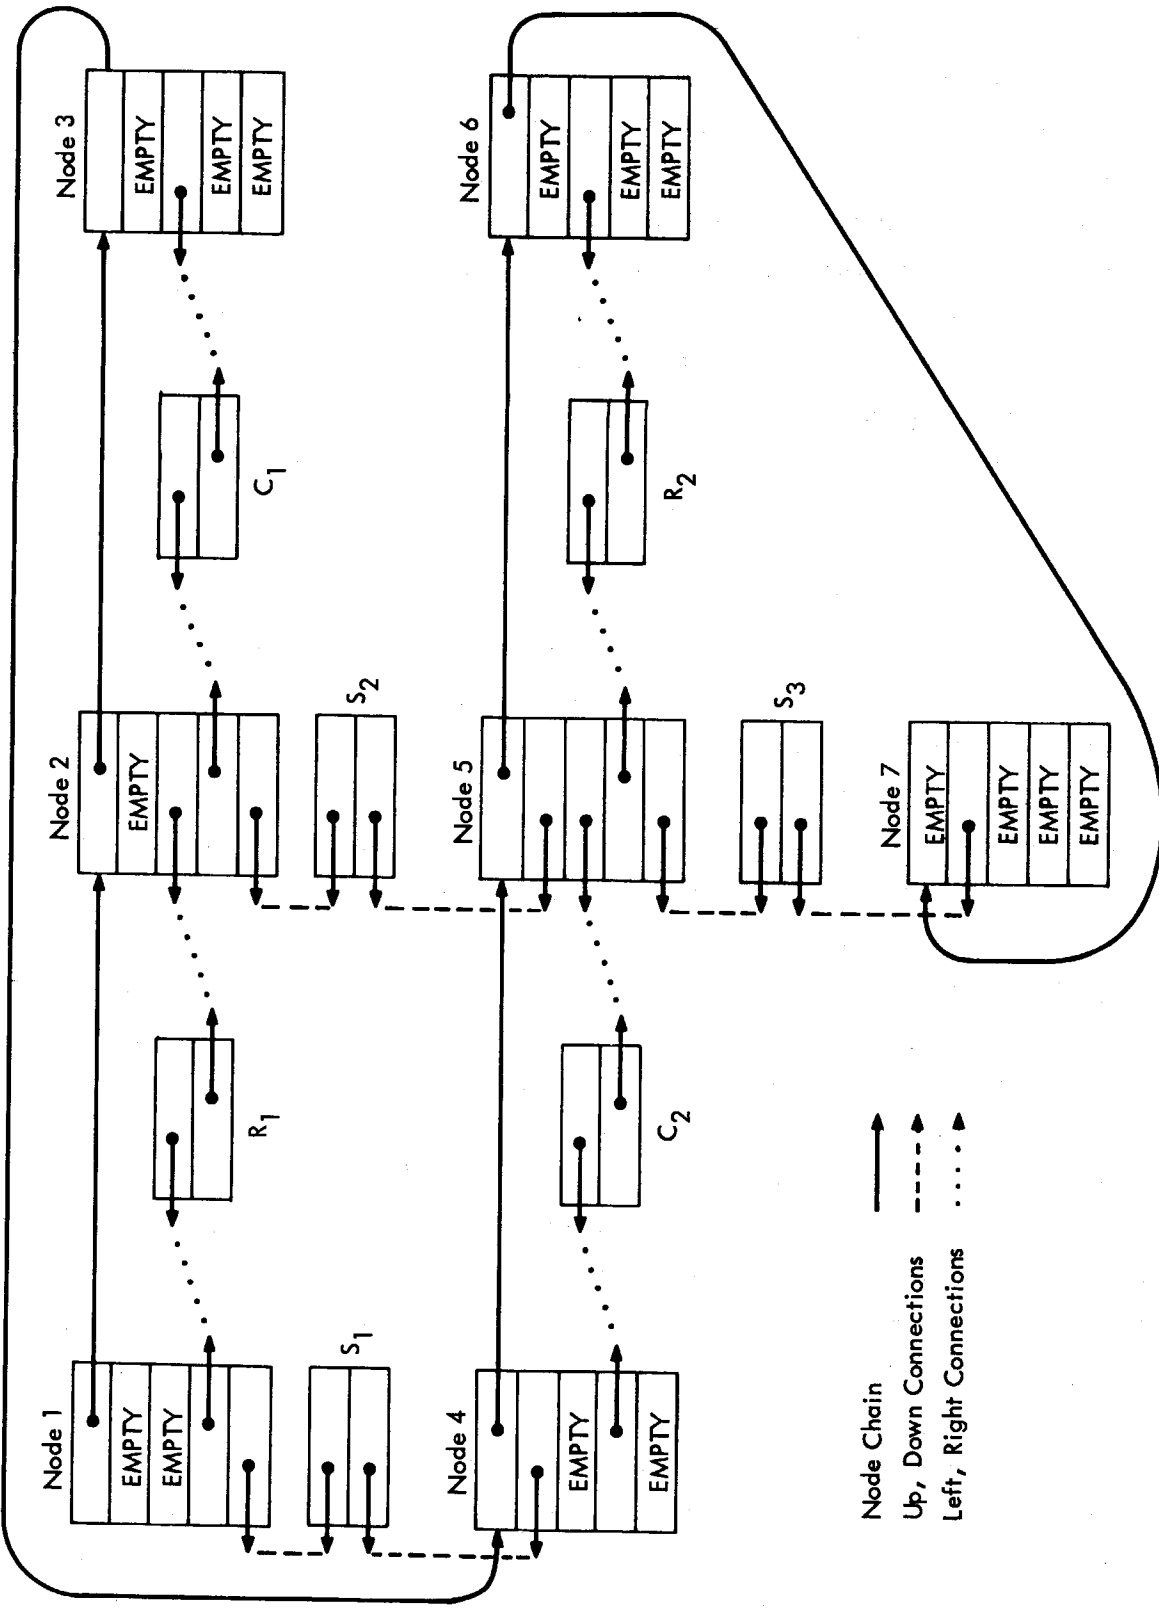 Node 1
EMPTY
EMPTY
R1
Node 2
EMPTY
C1
Node 3
EMPTY
EMPTY
EMPTY
S1
S2
Node 4
EMPTY
EMPTY
C2
Node 5
R2
Node 6
EMPTY
EMPTY
EMPTY
S3
Node 7
EMPTY
EMPTY
EMPTY
EMPTY
Node Chain
Up, Down Connections
Left, Right Connections